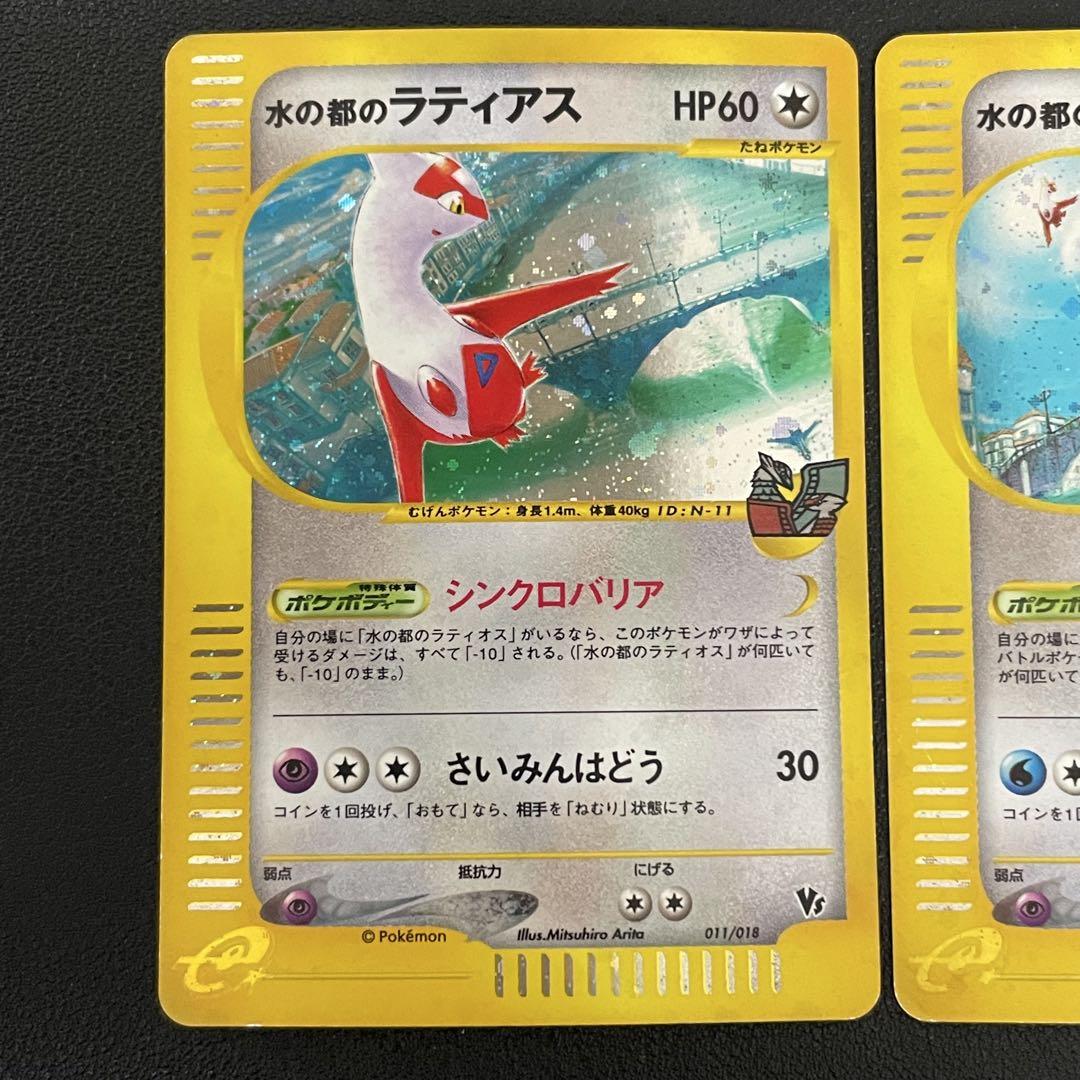 水の都のラティアス HP60
たねポケモン
むげんポケモン：身長1.4m、体重40kg ID：N-11
特殊体質
ポケボディー シンクロバリア
自分の場に「水の都のラティオス」がいるなら、このポケモンがワザによって
受けるダメージは、すべて「-10」される。（「水の都のラティオス」が何匹いて
も、「-10」のまま。）
さいみんはどう 30
コインを1回投げ、「おもて」なら、相手を「ねむり」状態にする。
弱点 抵抗力 にげる
VS
© Pokémon Illus.Mitsuhiro Arita 011/018
e
水の都
ポケボ
自分の場に
バトルポケ
が何匹いて
コインを1
弱点
e